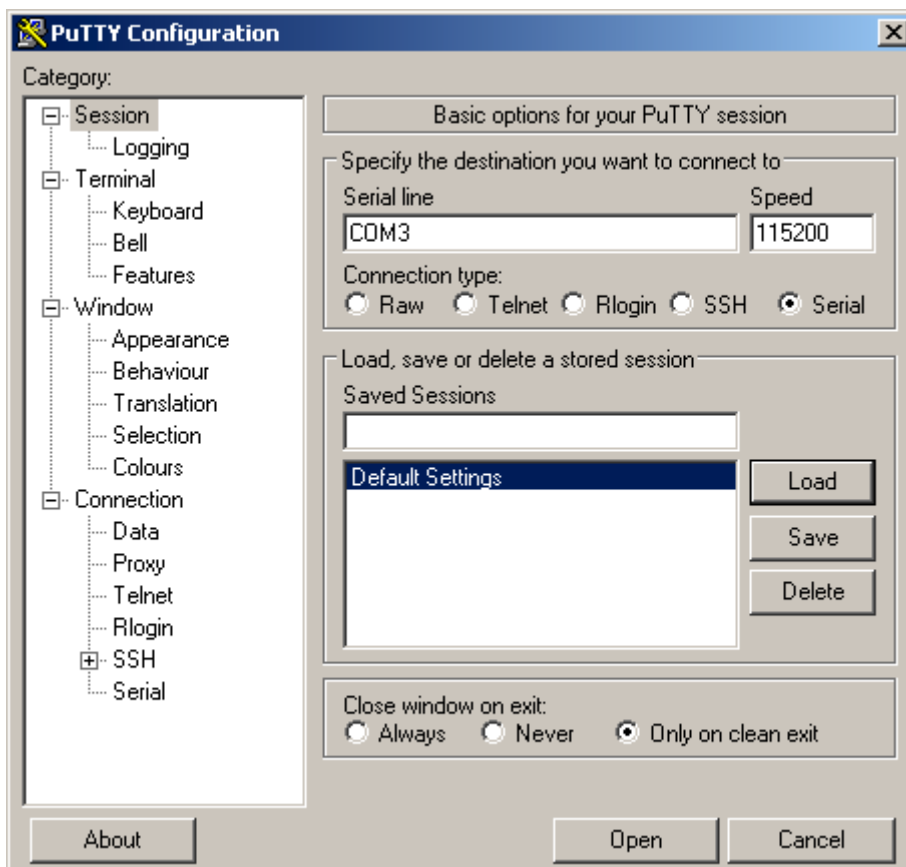 PuTTY Configuration
Category:
Session
Logging
Terminal
Keyboard
Bell
Features
Window
Appearance
Behaviour
Translation
Selection
Colours
Connection
Data
Proxy
Telnet
Rlogin
SSH
Serial
Basic options for your PuTTY session
Specify the destination you want to connect to
Serial line Speed
COM3 115200
Connection type:
Raw Telnet Rlogin SSH Serial
Load, save or delete a stored session
Saved Sessions
Default Settings
Load
Save
Delete
Close window on exit:
Always Never Only on clean exit
About Open Cancel